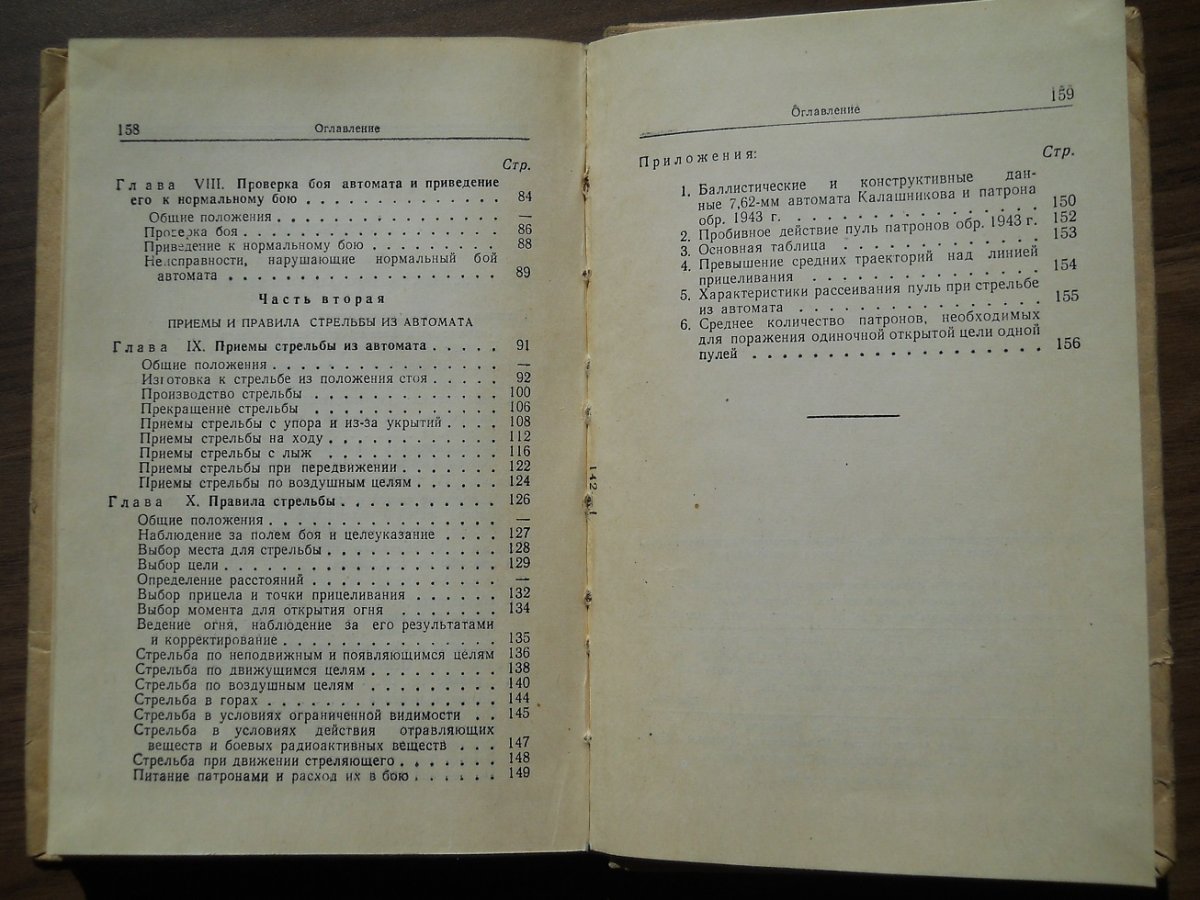 158 Оглавление
Стр.
Глава VIII. Проверка боя автомата и приведение
его к нормальному бою . . . . . . . . . . . . . . 84
Общие положения . . . . . . . . . . . . . . . . —
Проверка боя . . . . . . . . . . . . . . . . . . 86
Приведение к нормальному бою . . . . . . . . . 88
Неисправности, нарушающие нормальный бой
автомата . . . . . . . . . . . . . . . . . . . 89
Часть вторая
ПРИЕМЫ И ПРАВИЛА СТРЕЛЬБЫ ИЗ АВТОМАТА
Глава IX. Приемы стрельбы из автомата . . . . . 91
Общие положения . . . . . . . . . . . . . . . . —
Изготовка к стрельбе из положения стоя . . . . . 92
Производство стрельбы . . . . . . . . . . . . . 100
Прекращение стрельбы . . . . . . . . . . . . . 106
Приемы стрельбы с упора и из-за укрытий . . . . 108
Приемы стрельбы на ходу . . . . . . . . . . . . 112
Приемы стрельбы с лыж . . . . . . . . . . . . . 116
Приемы стрельбы при передвижении . . . . . . . 122
Приемы стрельбы по воздушным целям . . . . . . 124
Глава X. Правила стрельбы . . . . . . . . . . . 126
Общие положения . . . . . . . . . . . . . . . . —
Наблюдение за полем боя и целеуказание . . . . 127
Выбор места для стрельбы . . . . . . . . . . . . 128
Выбор цели . . . . . . . . . . . . . . . . . . . 129
Определение расстояний . . . . . . . . . . . . . —
Выбор прицела и точки прицеливания . . . . . . 132
Выбор момента для открытия огня . . . . . . . 134
Ведение огня, наблюдение за его результатами
и корректирование . . . . . . . . . . . . . . . 135
Стрельба по неподвижным и появляющимся целям 136
Стрельба по движущимся целям . . . . . . . . . 138
Стрельба по воздушным целям . . . . . . . . . 140
Стрельба в горах . . . . . . . . . . . . . . . . 144
Стрельба в условиях ограниченной видимости . . 145
Стрельба в условиях действия отравляющих
веществ и боевых радиоактивных веществ . . . 147
Стрельба при движении стреляющего . . . . . . . 148
Питание патронами и расход их в бою . . . . . . 149
142
159
Оглавление
Приложения: Стр.
1. Баллистические и конструктивные дан-
ные 7,62-мм автомата Калашникова и патрона
обр. 1943 г. . . . . . . . . . . . . . . . . 150
2. Пробивное действие пуль патронов обр. 1943 г. 152
3. Основная таблица . . . . . . . . . . . . . 153
4. Превышение средних траекторий над линией
прицеливания . . . . . . . . . . . . . . . 154
5. Характеристики рассеивания пуль при стрельбе
из автомата . . . . . . . . . . . . . . . . 155
6. Среднее количество патронов, необходимых
для поражения одиночной открытой цели одной
пулей . . . . . . . . . . . . . . . . . . . 156